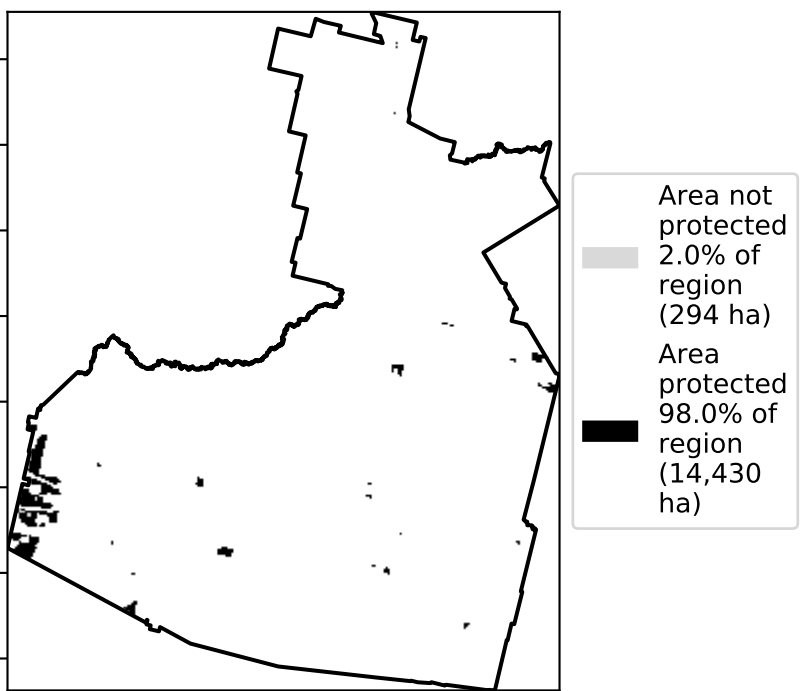 Area not
protected
2.0% of
region
(294 ha)
Area
protected
98.0% of
region
(14,430
ha)